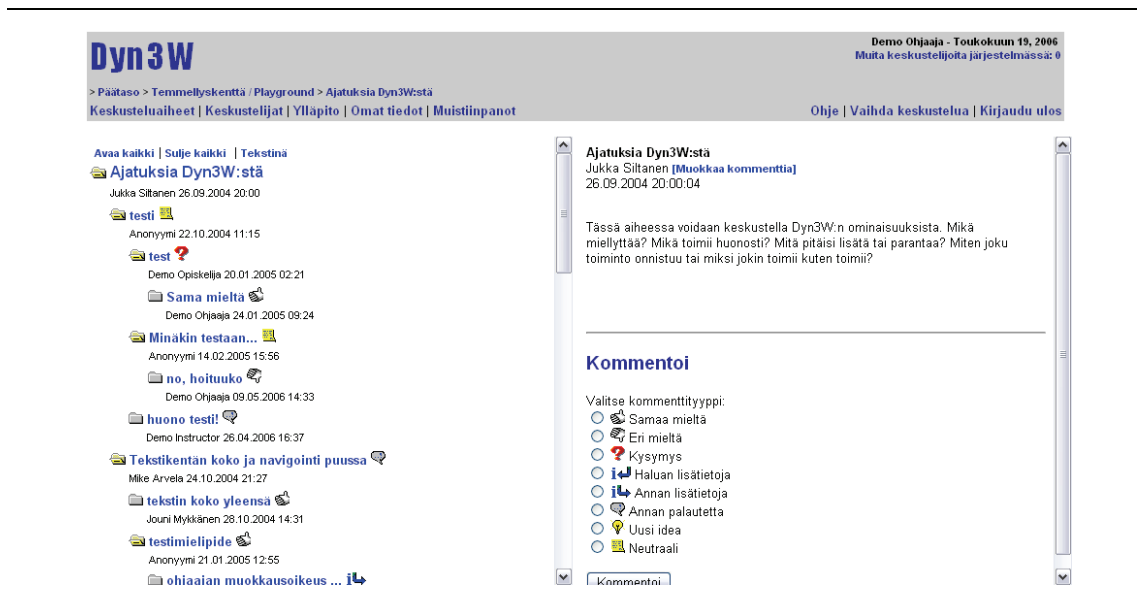 Dyn3W
Demo Ohjaaja - Toukokuun 19, 2006
Muita keskustelijoita järjestelmässä: 0
> Päätaso > Temmellyskenttä / Playground > Ajatuksia Dyn3W:stä
Keskusteluaiheet | Keskustelijat | Ylläpito | Omat tiedot | Muistiinpanot
Ohje | Vaihda keskustelua | Kirjaudu ulos
Avaa kaikki | Sulje kaikki | Tekstinä
Ajatuksia Dyn3W:stä
Jukka Siltanen 26.09.2004 20:00
testi
Anonyymi 22.10.2004 11:15
test
Demo Opiskelija 20.01.2005 02:21
Sama mieltä
Demo Ohjaaja 24.01.2005 09:24
Minäkin testaan...
Anonyymi 14.02.2005 15:56
no, hoituuko
Demo Ohjaaja 09.05.2006 14:33
huono testi!
Demo Instructor 26.04.2006 16:37
Tekstikentän koko ja navigointi puussa
Mike Arvela 24.10.2004 21:27
tekstin koko yleensä
Jouni Mykkänen 28.10.2004 14:31
testimielipide
Anonyymi 21.01.2005 12:55
ohjaajan muokkausoikeus ...
Ajatuksia Dyn3W:stä
Jukka Siltanen [Muokkaa kommenttia]
26.09.2004 20:00:04
Tässä aiheessa voidaan keskustella Dyn3W:n ominaisuuksista. Mikä
miellyttää? Mikä toimii huonosti? Mitä pitäisi lisätä tai parantaa? Miten joku
toiminto onnistuu tai miksi jokin toimii kuten toimii?
Kommentoi
Valitse kommenttityyppi:
Samaa mieltä
Eri mieltä
Kysymys
Haluan lisätietoja
Annan lisätietoja
Annan palautetta
Uusi idea
Neutraali
Kommentoi